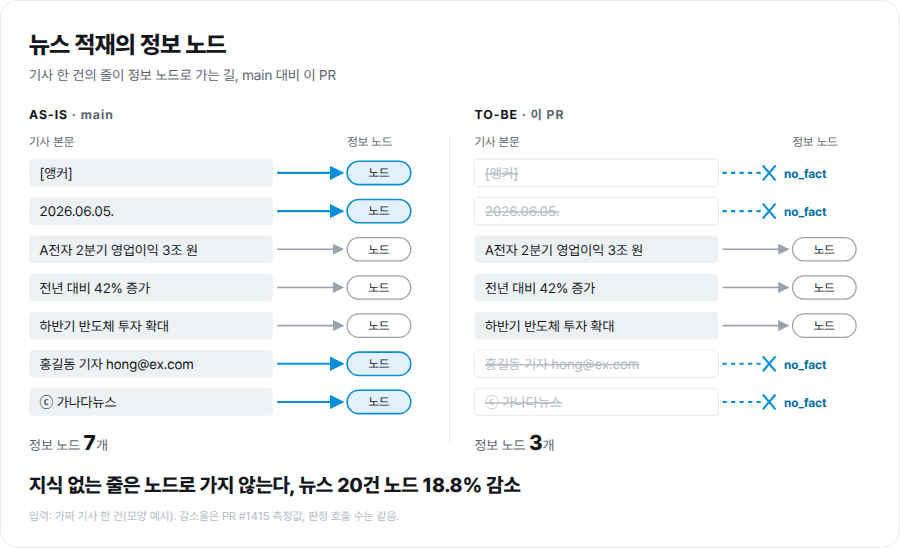 뉴스 적재의 정보 노드
기사 한 건의 줄이 정보 노드로 가는 길, main 대비 이 PR
AS-IS · main
기사 본문 정보 노드
[앵커] 노드
2026.06.05. 노드
A전자 2분기 영업이익 3조 원 노드
전년 대비 42% 증가 노드
하반기 반도체 투자 확대 노드
홍길동 기자 hong@ex.com 노드
ⓒ 가나다뉴스 노드
정보 노드 7개
TO-BE · 이 PR
기사 본문 정보 노드
[앵커] no_fact
2026.06.05. no_fact
A전자 2분기 영업이익 3조 원 노드
전년 대비 42% 증가 노드
하반기 반도체 투자 확대 노드
홍길동 기자 hong@ex.com no_fact
ⓒ 가나다뉴스 no_fact
정보 노드 3개
지식 없는 줄은 노드로 가지 않는다, 뉴스 20건 노드 18.8% 감소
입력: 가짜 기사 한 건(모양 예시). 감소율은 PR #1415 측정값, 판정 호출 수는 같음.